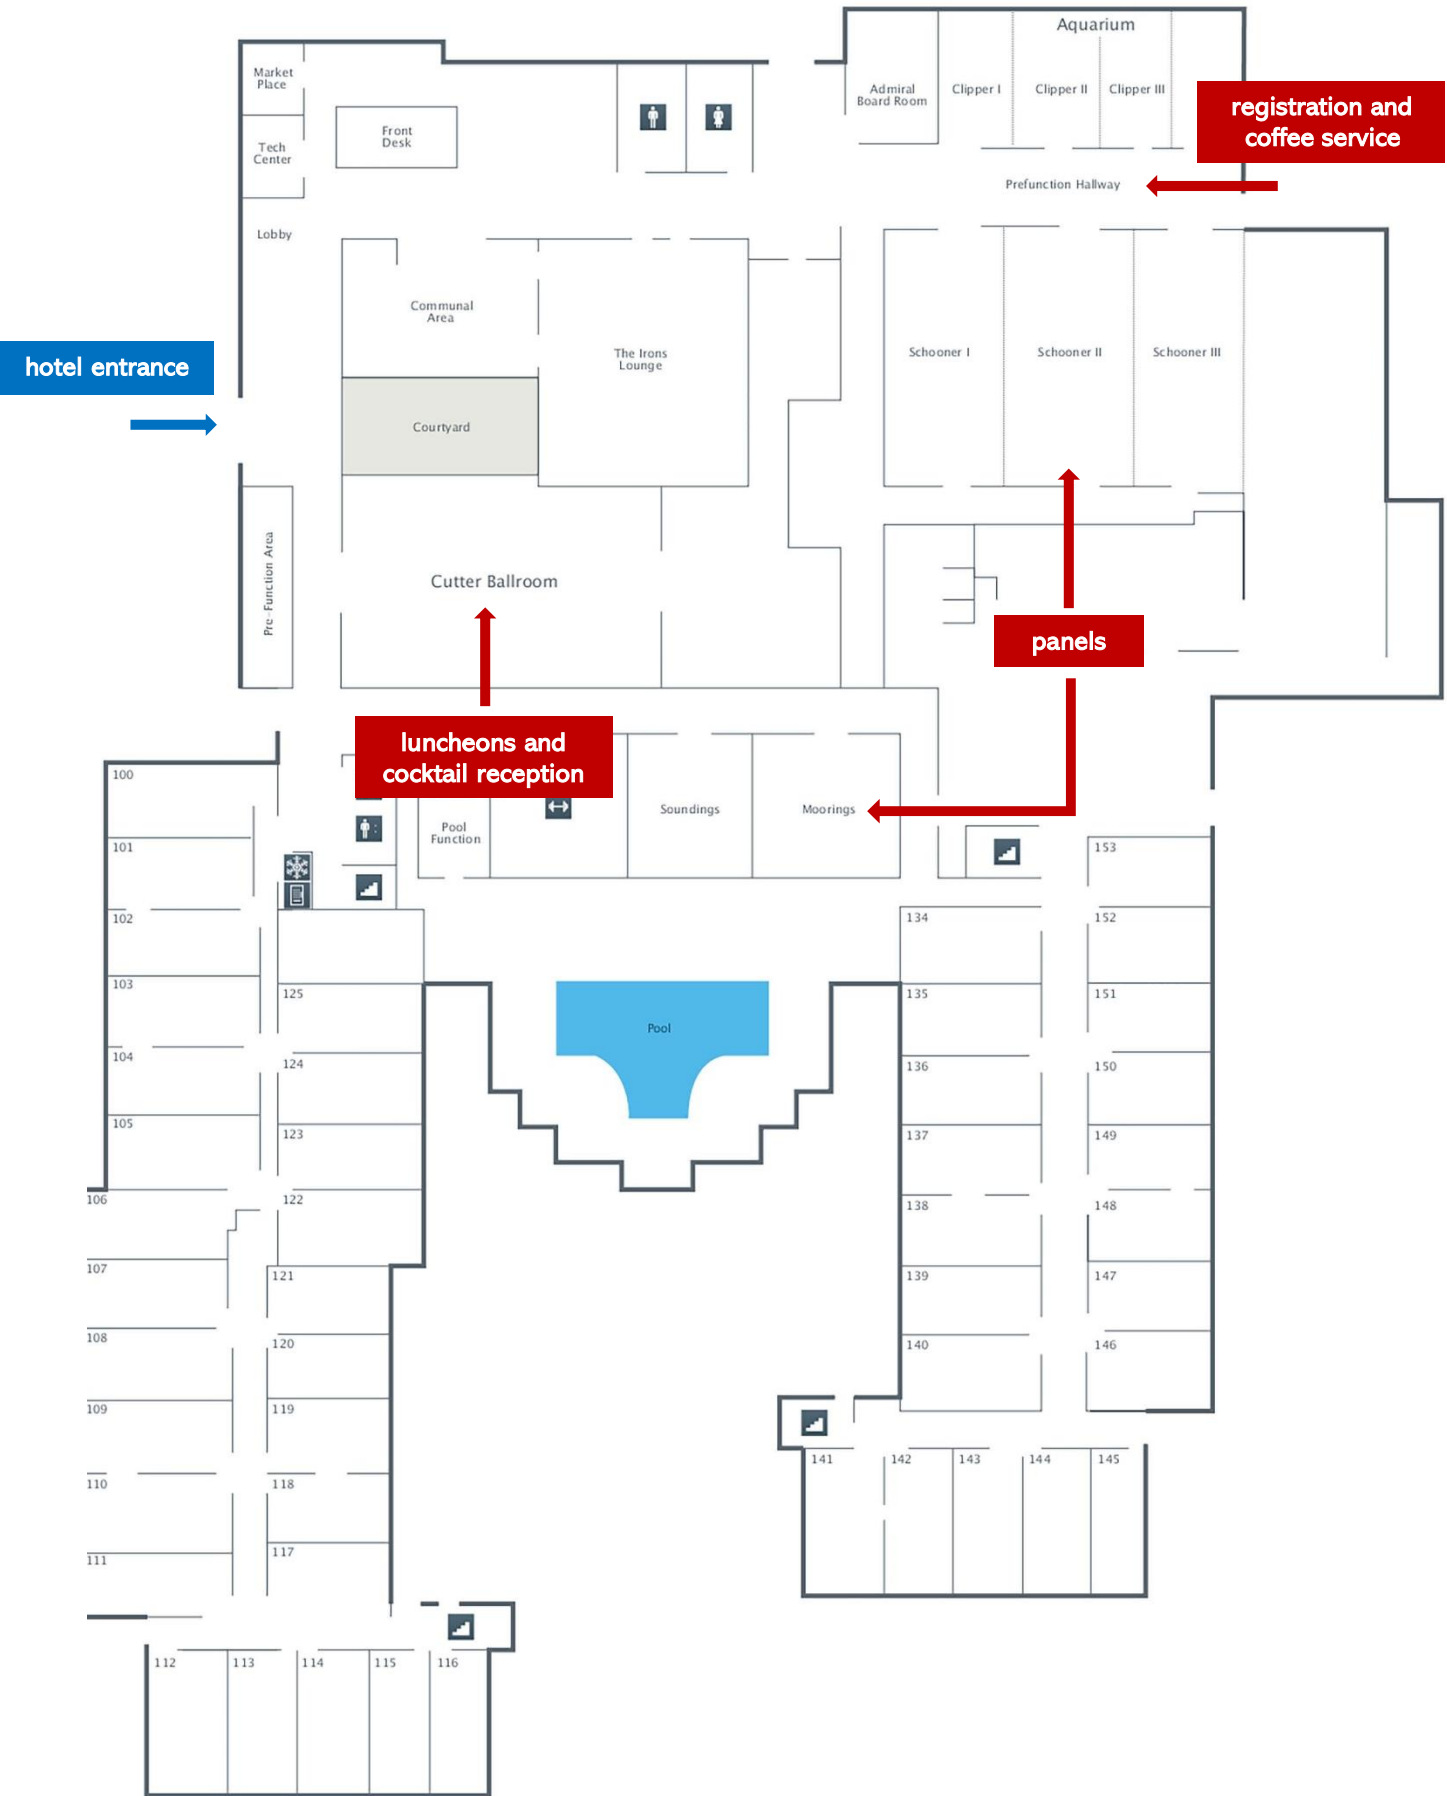 Aquarium
Market
Place
Admiral
Board Room
Clipper I
Clipper II
Clipper III
registration and
coffee service
Front
Desk
Tech
Center
Prefunction Hallway
Lobby
Communal
Area
The Irons
Lounge
Schooner I
Schooner II
Schooner III
hotel entrance
Courtyard
Pre-Function Area
Cutter Ballroom
panels
luncheons and
cocktail reception
Pool
Function
Soundings
Moorings
100
101
102
103
104
105
106
107
108
109
110
111
112
113
114
115
116
117
118
119
120
121
122
123
124
125
Pool
134
135
136
137
138
139
140
141
142
143
144
145
146
147
148
149
150
151
152
153